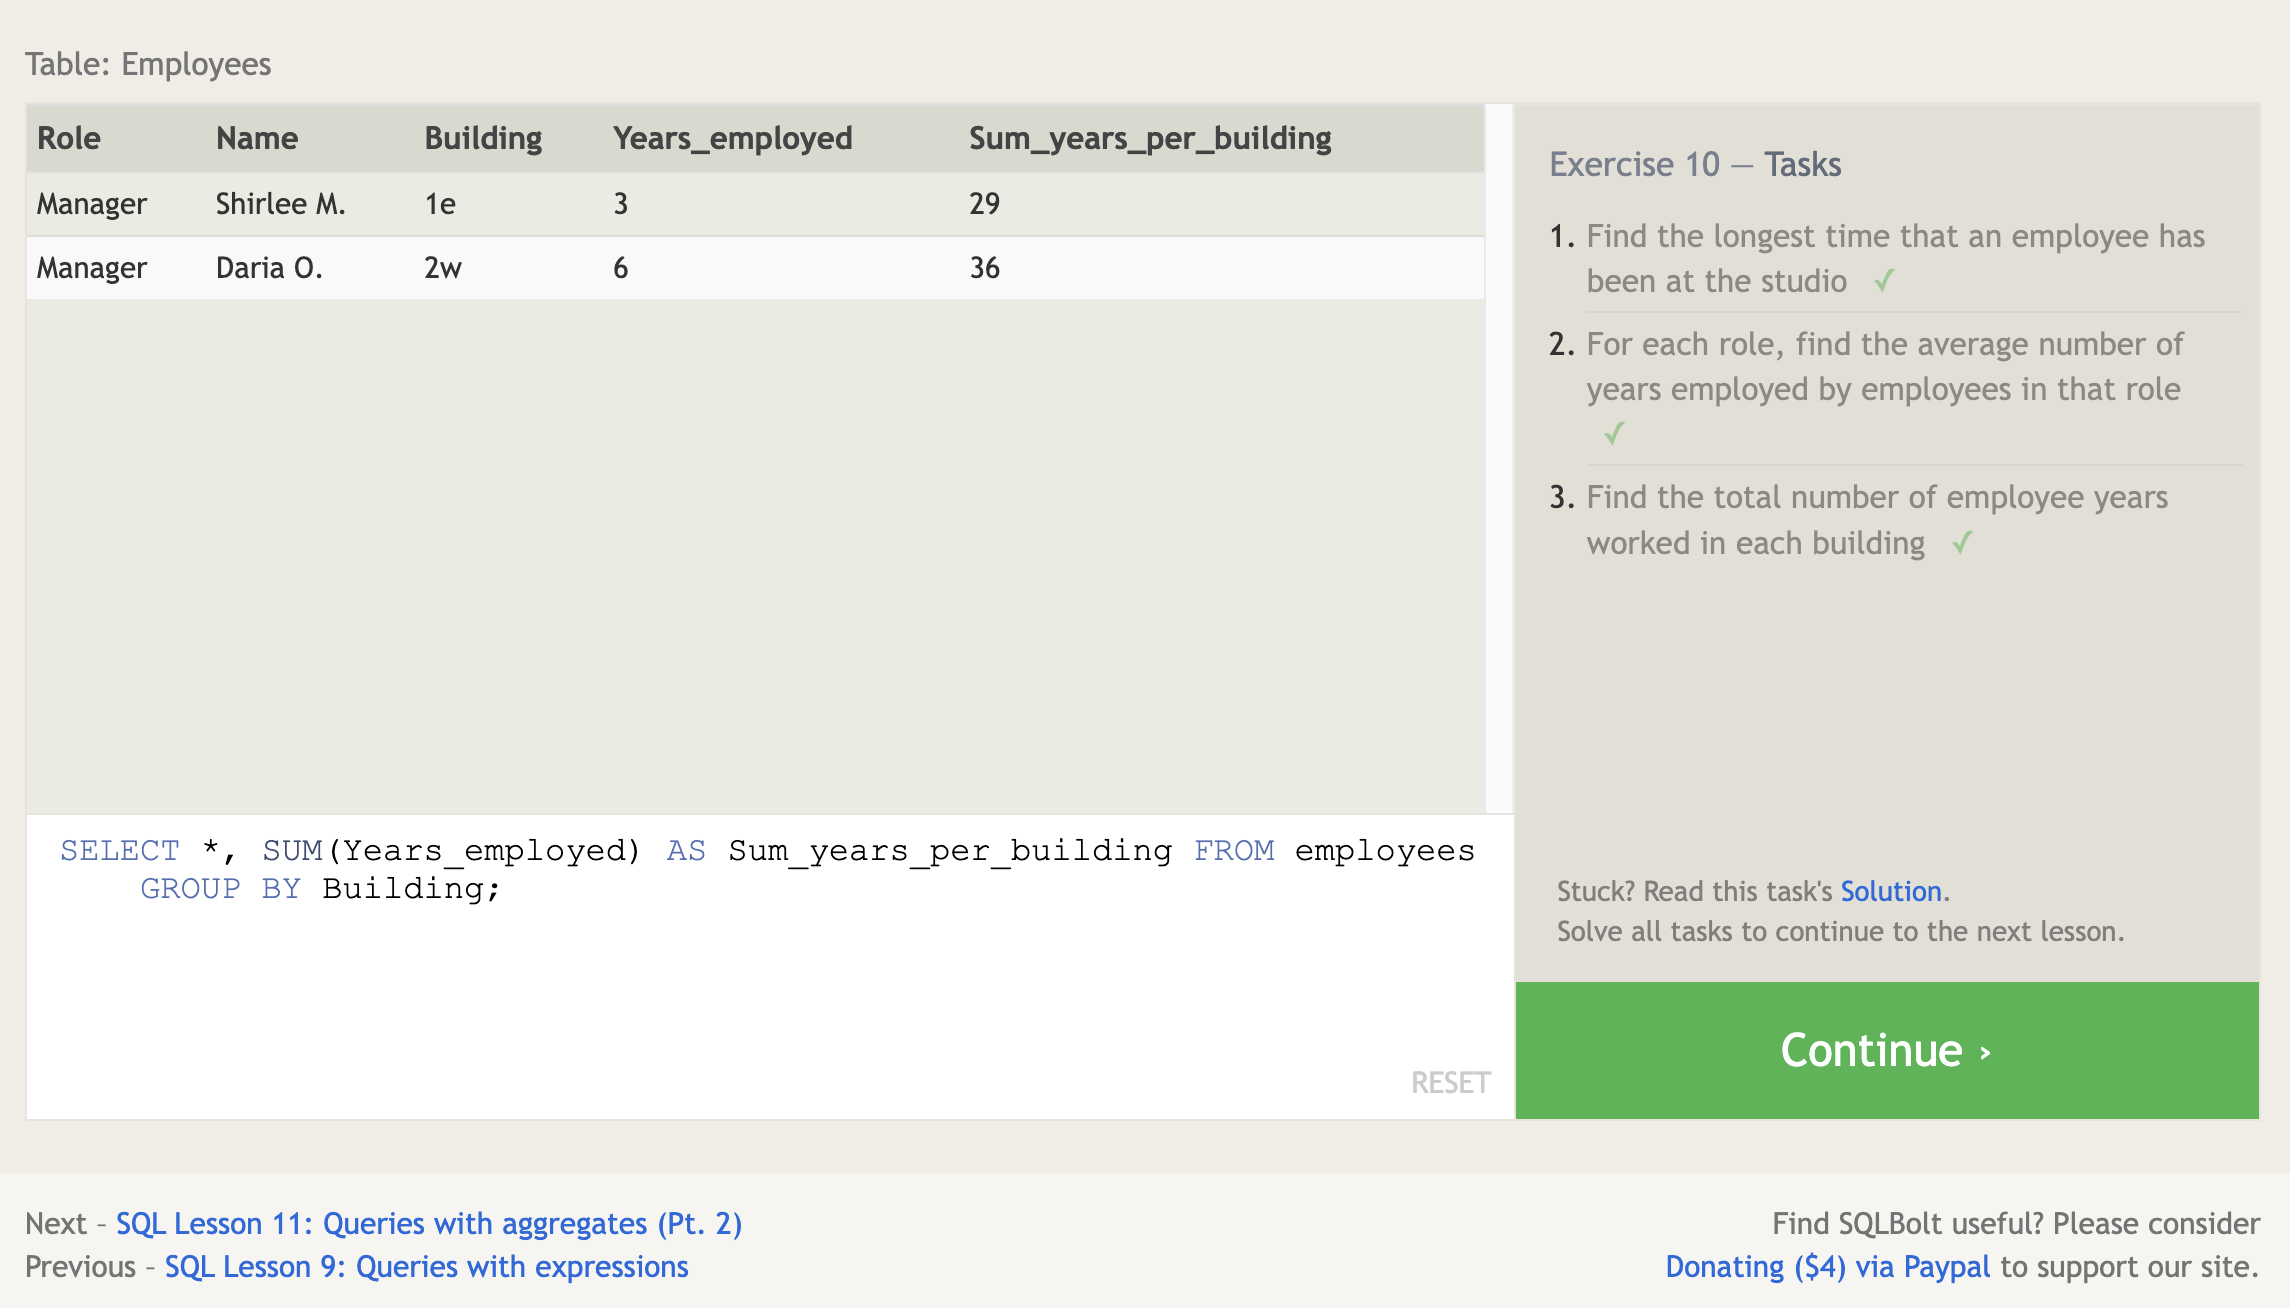 Table: Employees
Role Name Building Years_employed Sum_years_per_building
Manager Shirlee M. 1e 3 29
Manager Daria O. 2w 6 36
SELECT *, SUM(Years_employed) AS Sum_years_per_building FROM employees
GROUP BY Building;
RESET
Exercise 10 — Tasks
1. Find the longest time that an employee has
been at the studio ✓
2. For each role, find the average number of
years employed by employees in that role
✓
3. Find the total number of employee years
worked in each building ✓
Stuck? Read this task's Solution.
Solve all tasks to continue to the next lesson.
Continue ›
Next – SQL Lesson 11: Queries with aggregates (Pt. 2)
Previous – SQL Lesson 9: Queries with expressions
Find SQLBolt useful? Please consider
Donating ($4) via Paypal to support our site.